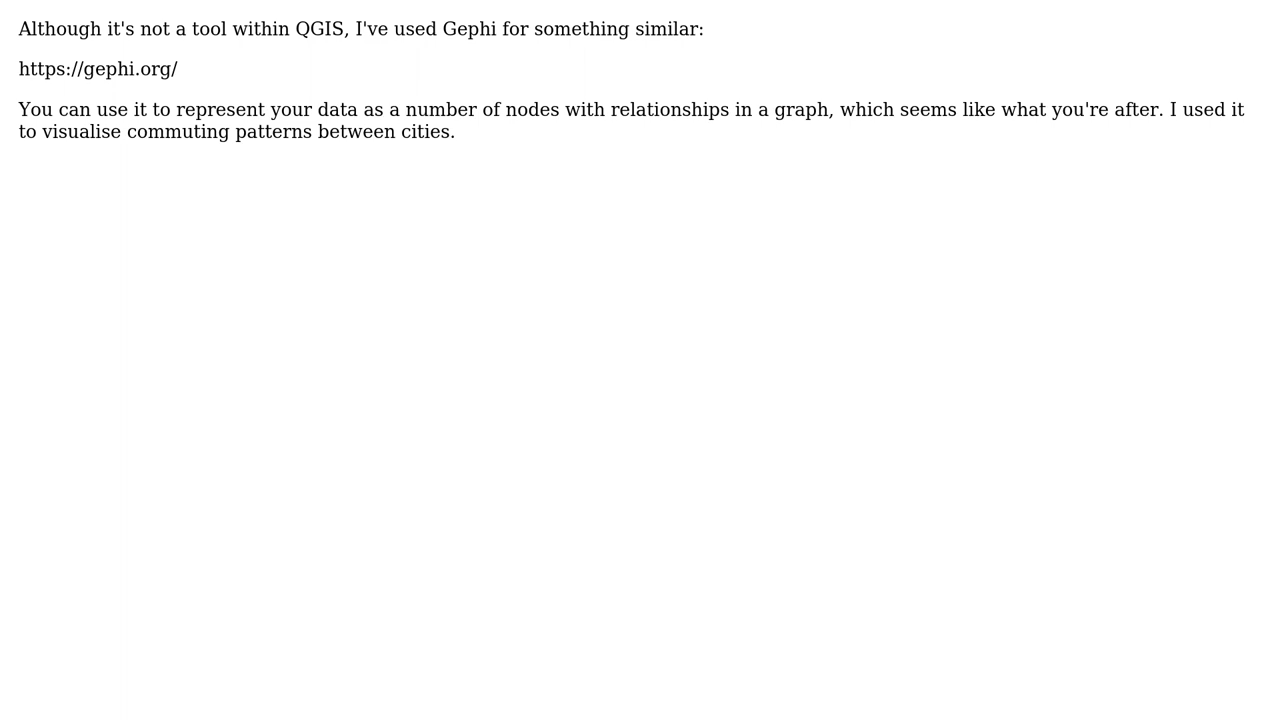 Although it's not a tool within QGIS, I've used Gephi for something similar:
https://gephi.org/
You can use it to represent your data as a number of nodes with relationships in a graph, which seems like what you're after. I used it
to visualise commuting patterns between cities.